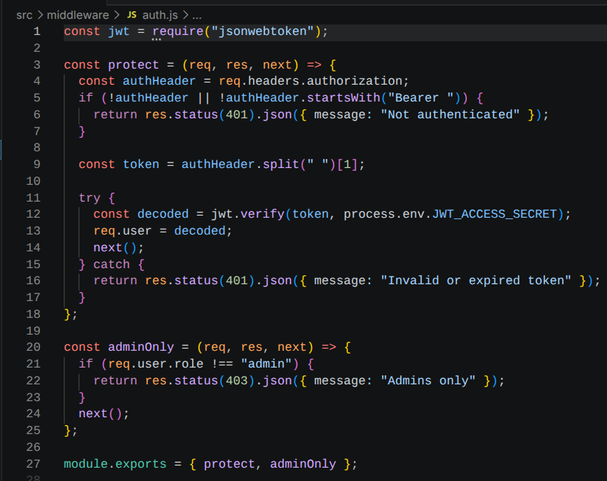 src > middleware > JS auth.js > ...
1 const jwt = require("jsonwebtoken");
2
3 const protect = (req, res, next) => {
4   const authHeader = req.headers.authorization;
5   if (!authHeader || !authHeader.startsWith("Bearer ")) {
6     return res.status(401).json({ message: "Not authenticated" });
7   }
8
9   const token = authHeader.split(" ")[1];
10
11   try {
12     const decoded = jwt.verify(token, process.env.JWT_ACCESS_SECRET);
13     req.user = decoded;
14     next();
15   } catch {
16     return res.status(401).json({ message: "Invalid or expired token" });
17   }
18 };
19
20 const adminOnly = (req, res, next) => {
21   if (req.user.role !== "admin") {
22     return res.status(403).json({ message: "Admins only" });
23   }
24   next();
25 };
26
27 module.exports = { protect, adminOnly };
28